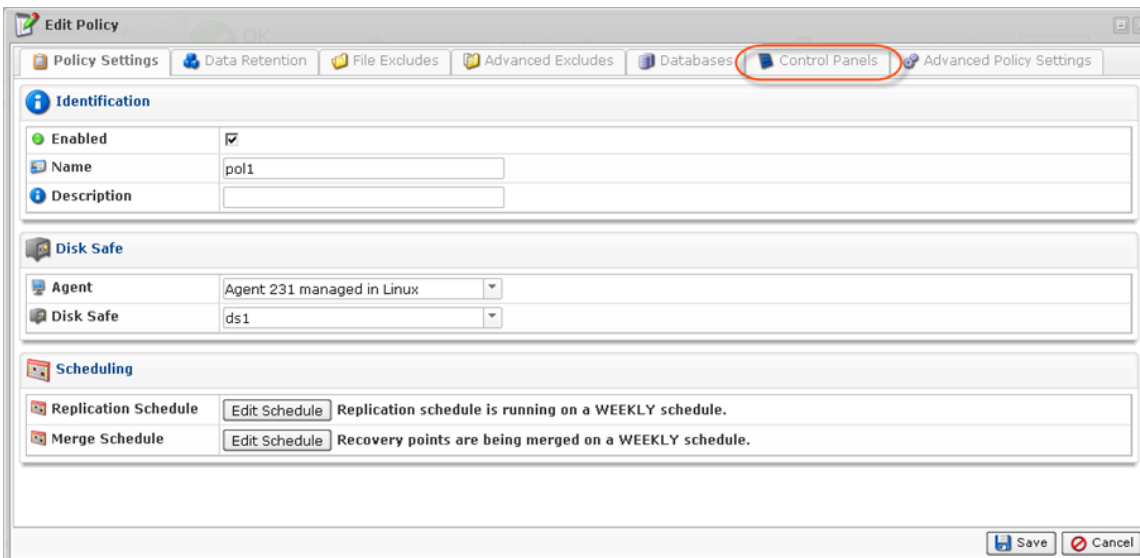 Edit Policy
OK
Policy Settings Data Retention File Excludes Advanced Excludes Databases Control Panels Advanced Policy Settings
Identification
Enabled
Name pol1
Description
Disk Safe
Agent Agent 231 managed in Linux
Disk Safe ds1
Scheduling
Replication Schedule Edit Schedule Replication schedule is running on a WEEKLY schedule.
Merge Schedule Edit Schedule Recovery points are being merged on a WEEKLY schedule.
Save Cancel